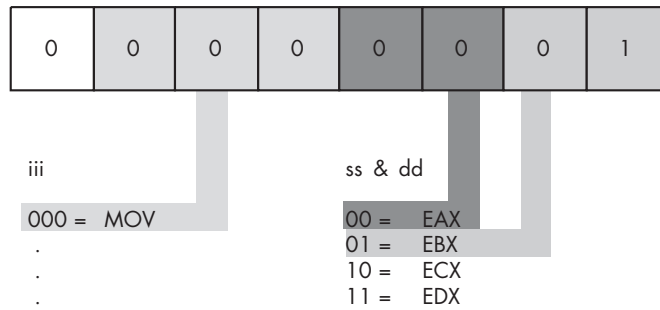 0 0 0 0 0 0 0 1
iii ss & dd
000 = MOV 00 = EAX
. 01 = EBX
. 10 = ECX
. 11 = EDX